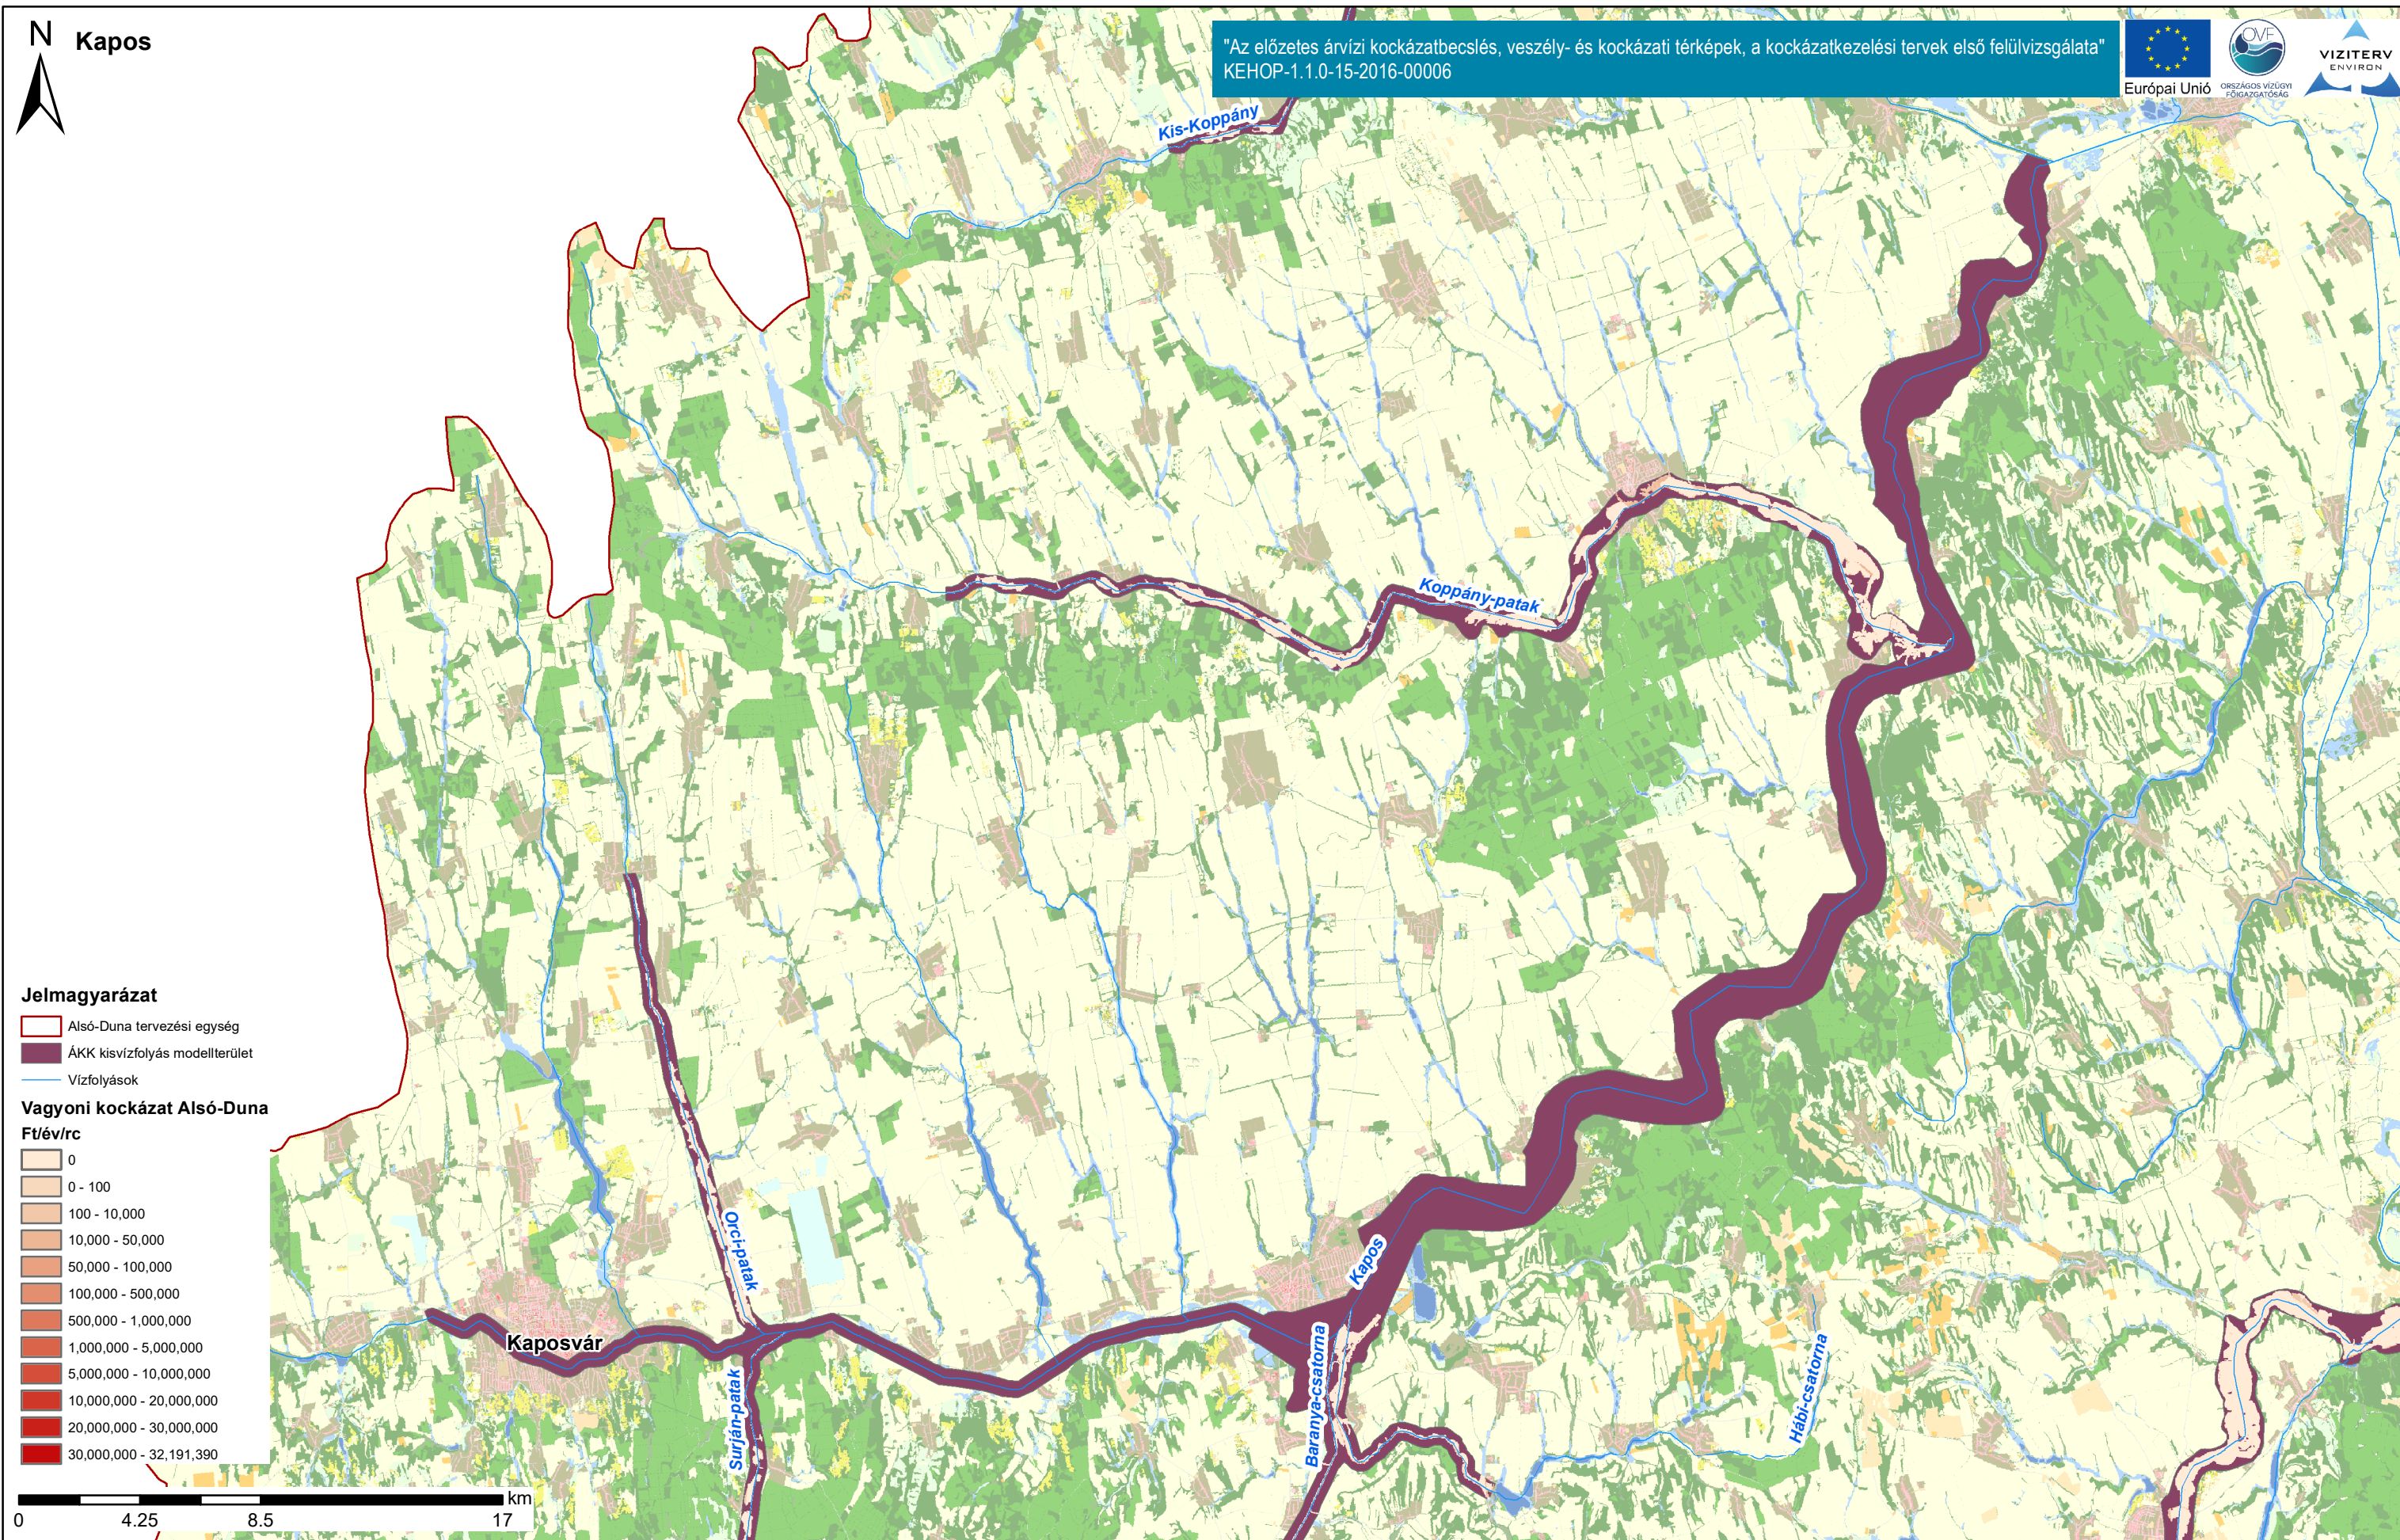 N
Kapos
"Az előzetes árvízi kockázatbecslés, veszély- és kockázati térképek, a kockázatkezelési tervek első felülvizsgálata"
KEHOP-1.1.0-15-2016-00006
Európai Unió
OVF
ORSZÁGOS VÍZÜGYI
FŐIGAZGATÓSÁG
VIZITERV
ENVIRON
Kis-Koppány
Koppány-patak
Orci-patak
Kapos
Kaposvár
Surján-patak
Baranya-csatorna
Hábi-csatorna
Jelmagyarázat
Alsó-Duna tervezési egység
ÁKK kisvízfolyás modellterület
Vízfolyások
Vagyoni kockázat Alsó-Duna
Ft/év/rc
0
0 - 100
100 - 10,000
10,000 - 50,000
50,000 - 100,000
100,000 - 500,000
500,000 - 1,000,000
1,000,000 - 5,000,000
5,000,000 - 10,000,000
10,000,000 - 20,000,000
20,000,000 - 30,000,000
30,000,000 - 32,191,390
km
0 4.25 8.5 17